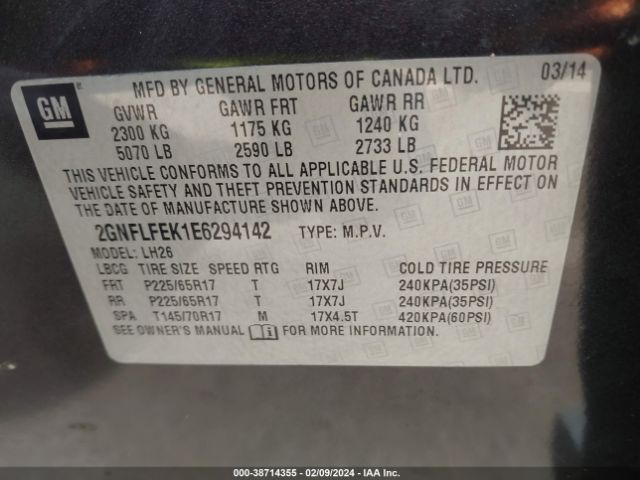 GM
MFD BY GENERAL MOTORS OF CANADA LTD. 03/14
GVWR GAWR FRT GAWR RR
2300 KG 1175 KG 1240 KG
5070 LB 2590 LB 2733 LB
THIS VEHICLE CONFORMS TO ALL APPLICABLE U.S. FEDERAL MOTOR
VEHICLE SAFETY AND THEFT PREVENTION STANDARDS IN EFFECT ON
THE DATE OF MANUFACTURE SHOWN ABOVE.
2GNFLFEK1E6294142 TYPE: M.P.V.
MODEL: LH26
LBCG TIRE SIZE SPEED RTG RIM COLD TIRE PRESSURE
FRT P225/65R17 T 17X7J 240KPA(35PSI)
RR P225/65R17 T 17X7J 240KPA(35PSI)
SPA T145/70R17 M 17X4.5T 420KPA(60PSI)
SEE OWNER'S MANUAL FOR MORE INFORMATION.
000-38714355 - 02/09/2024 - IAAI.com